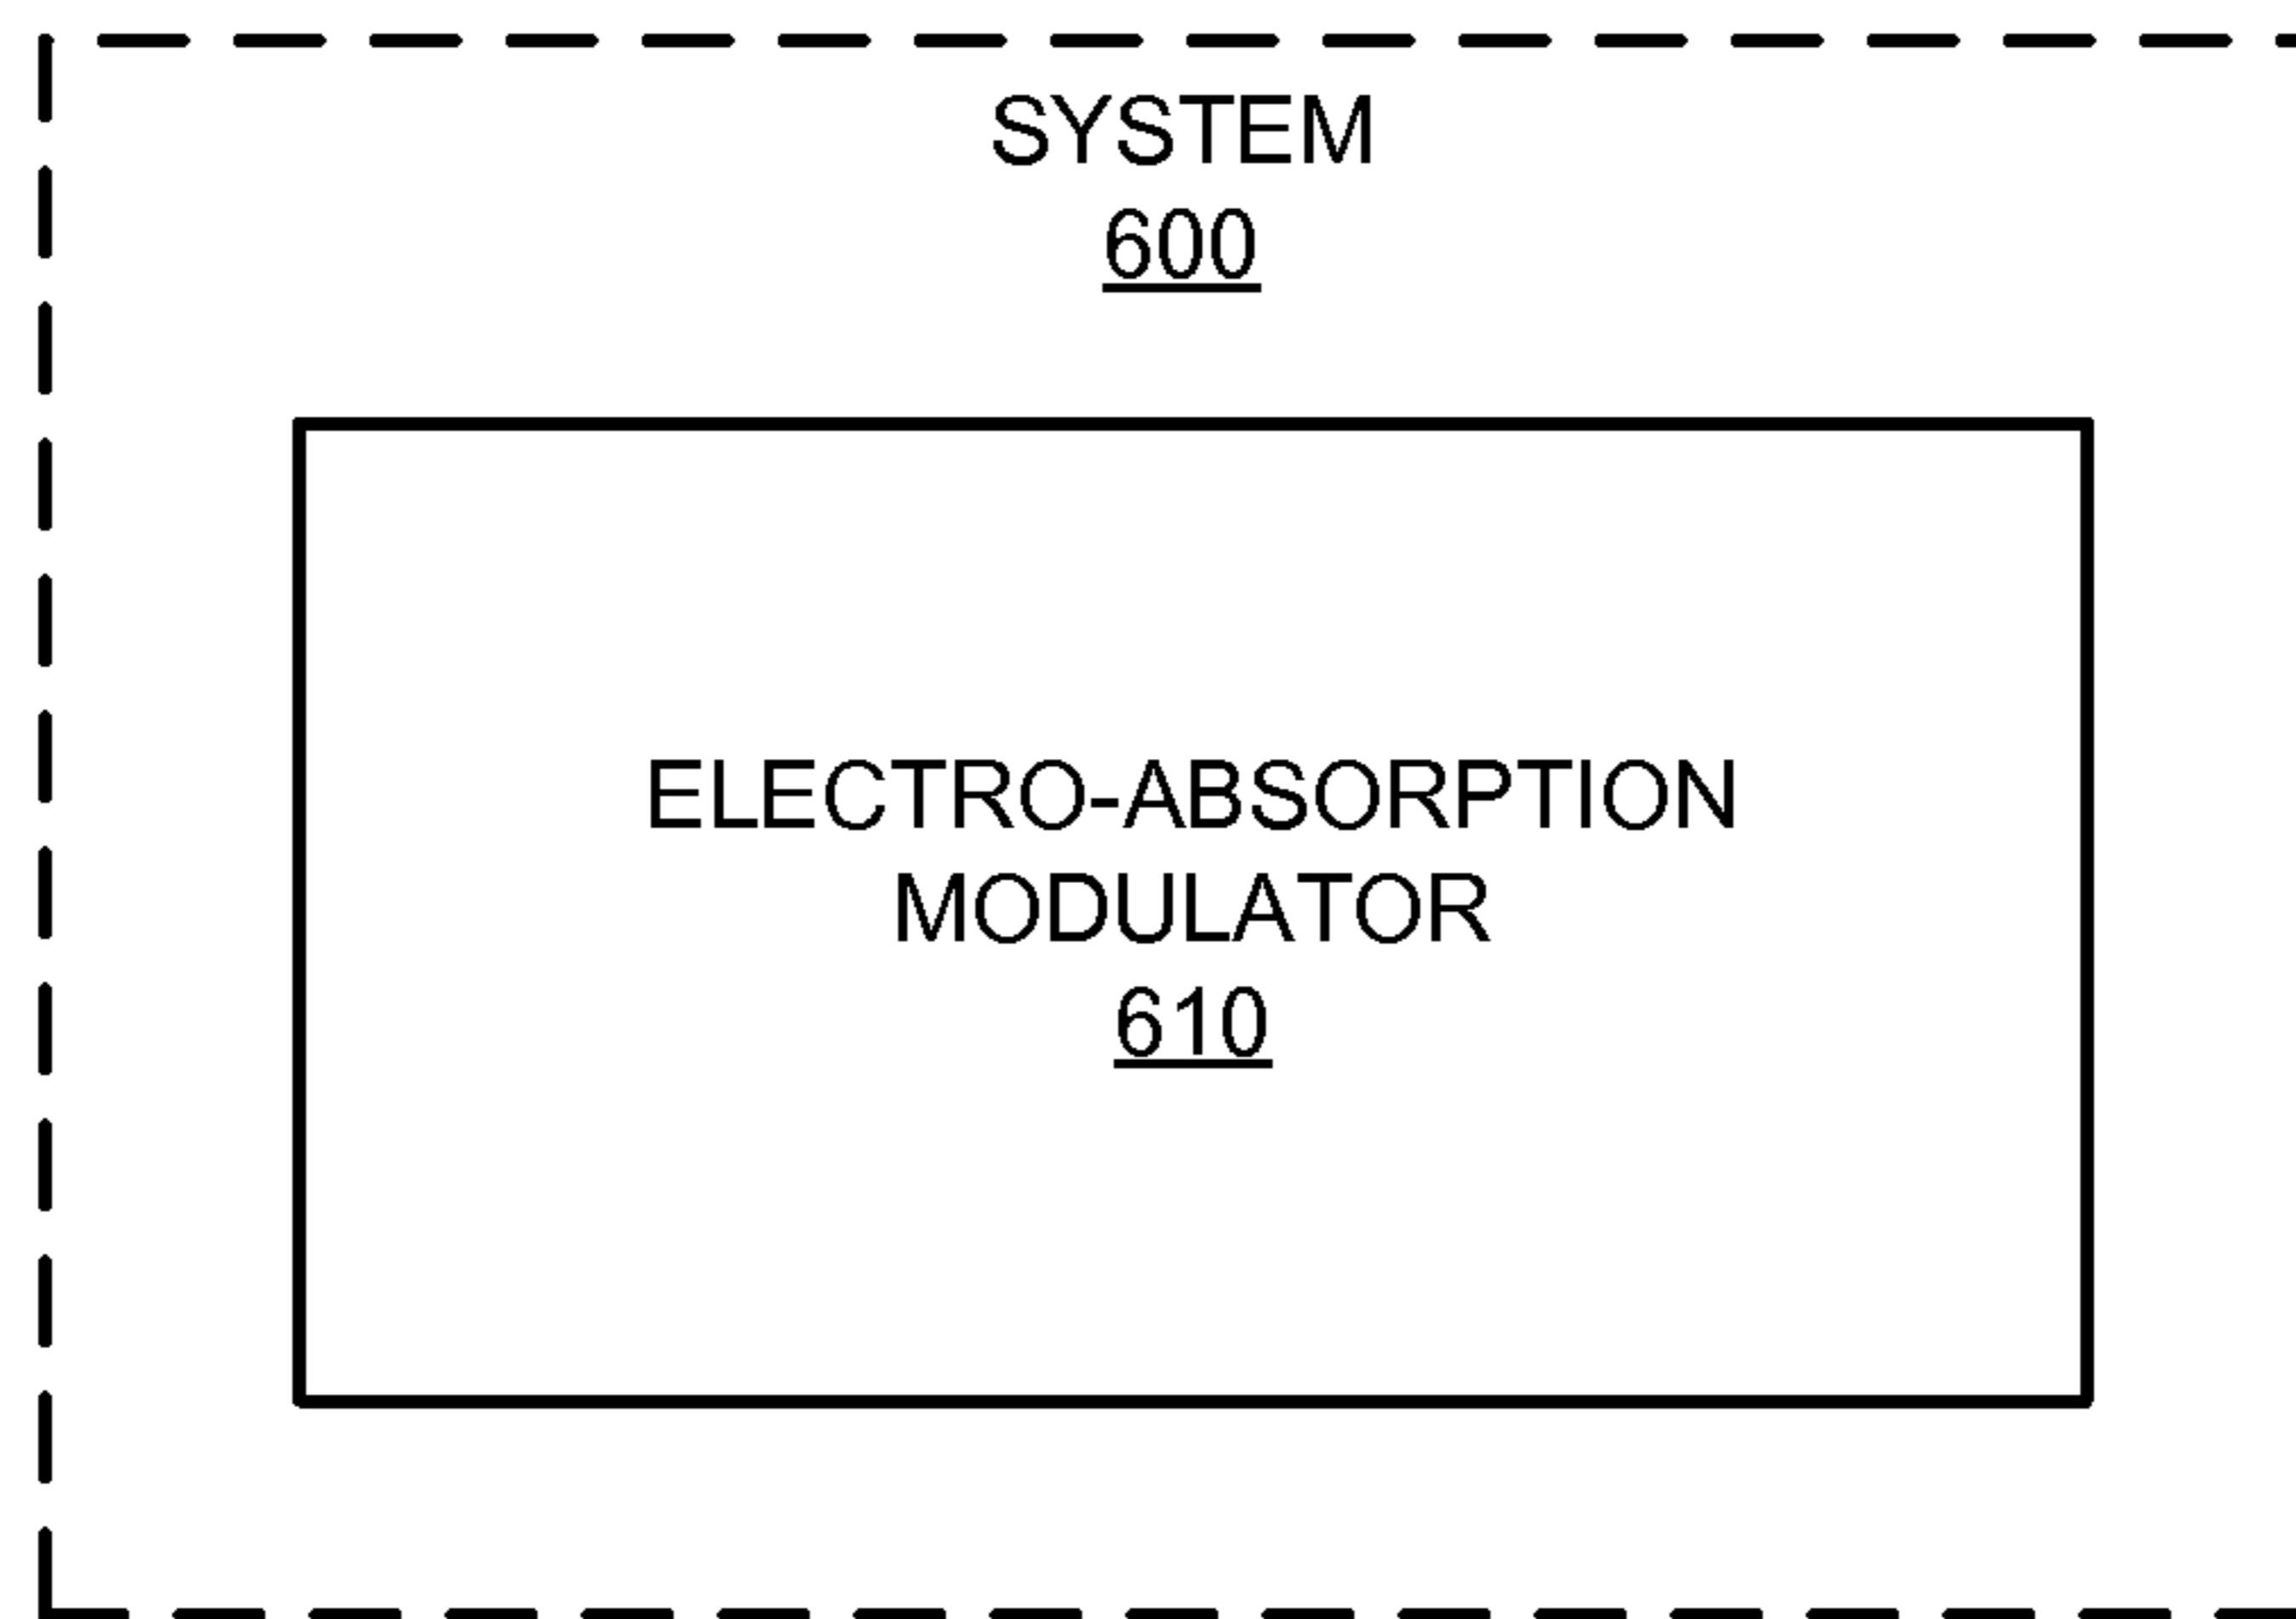 SYSTEM
600
ELECTRO-ABSORPTION
MODULATOR
610